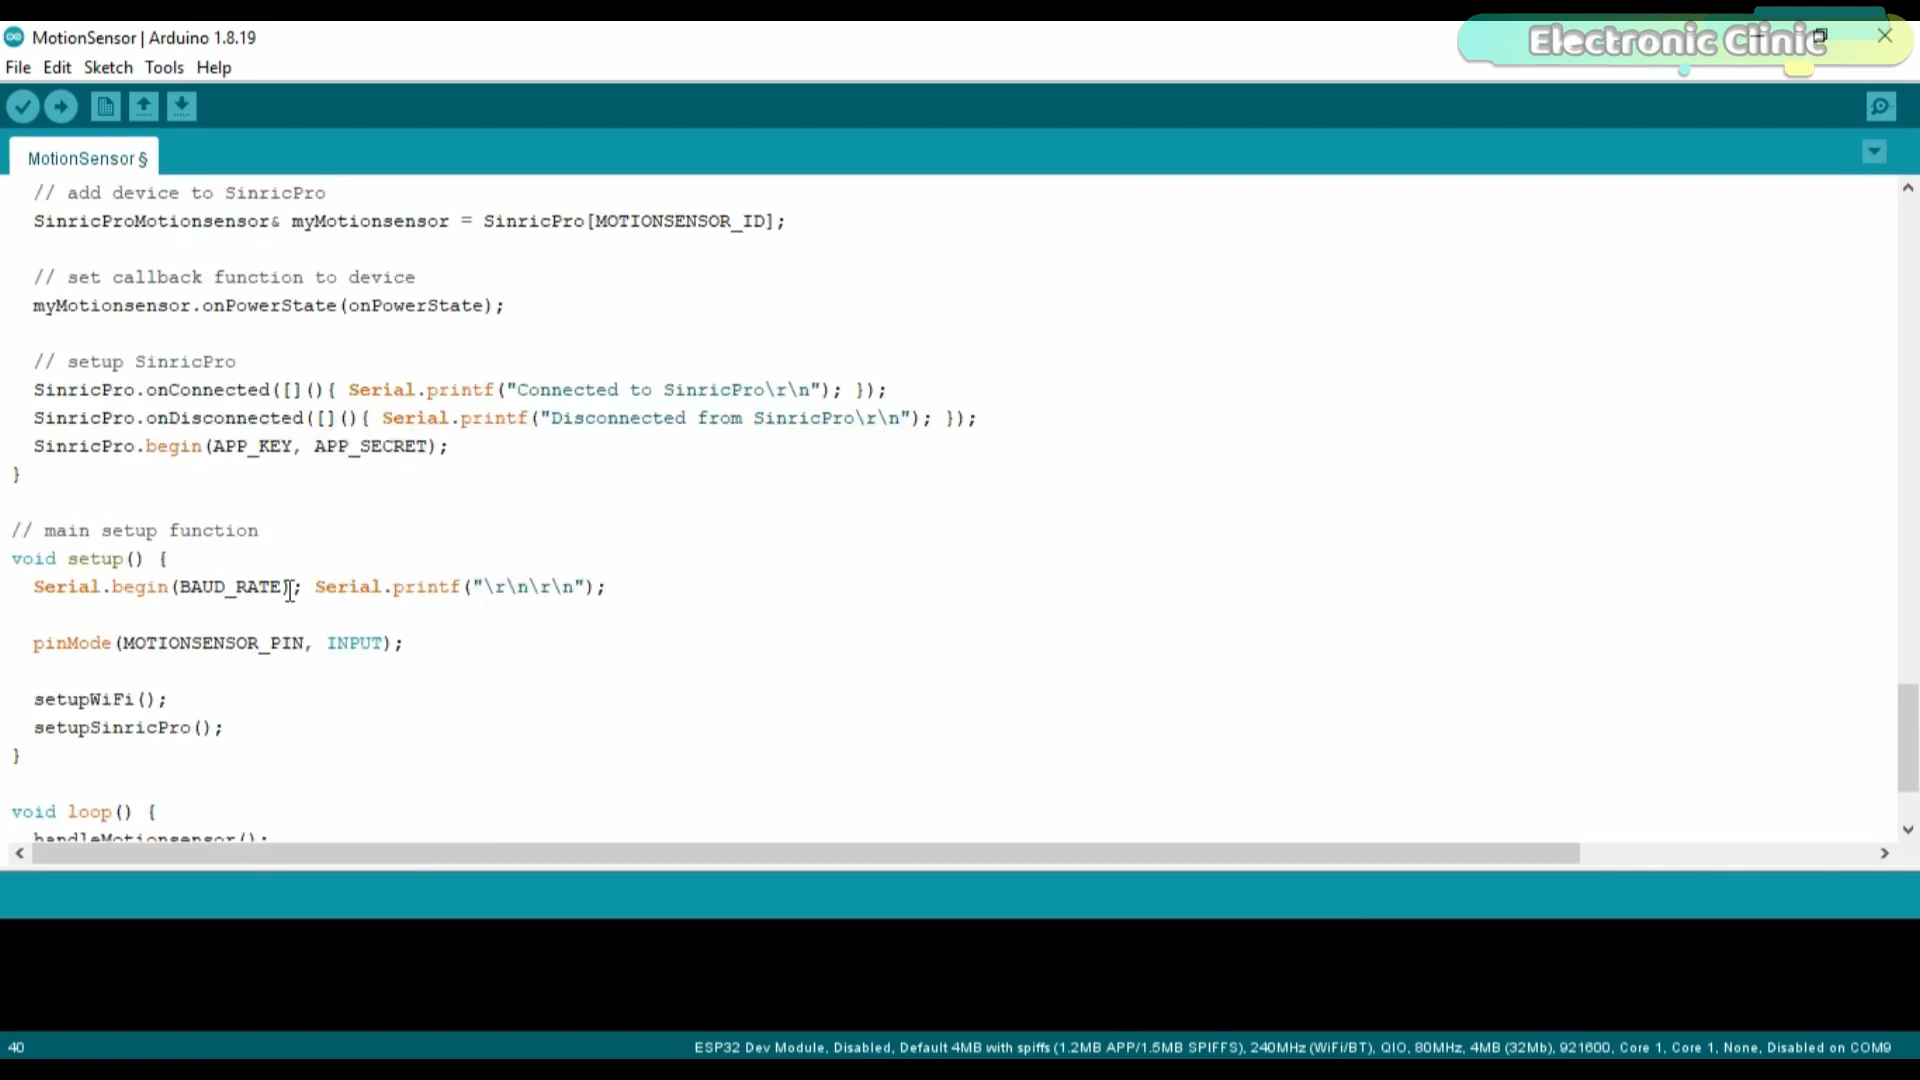 MotionSensor | Arduino 1.8.19
Electronic Clinic
File Edit Sketch Tools Help
MotionSensor §
// add device to SinricPro
SinricProMotionsensor& myMotionsensor = SinricPro[MOTIONSENSOR_ID];
// set callback function to device
myMotionsensor.onPowerState(onPowerState);
// setup SinricPro
SinricPro.onConnected([](){ Serial.printf("Connected to SinricPro\r\n"); });
SinricPro.onDisconnected([](){ Serial.printf("Disconnected from SinricPro\r\n"); });
SinricPro.begin(APP_KEY, APP_SECRET);
}
// main setup function
void setup() {
Serial.begin(BAUD_RATE); Serial.printf("\r\n\r\n");
pinMode(MOTIONSENSOR_PIN, INPUT);
setupWiFi();
setupSinricPro();
}
void loop() {
handleMotionsensor();
40
ESP32 Dev Module, Disabled, Default 4MB with spiffs (1.2MB APP/1.5MB SPIFFS), 240MHz (WiFi/BT), QIO, 80MHz, 4MB (32Mb), 921600, Core 1, Core 1, None, Disabled on COM9